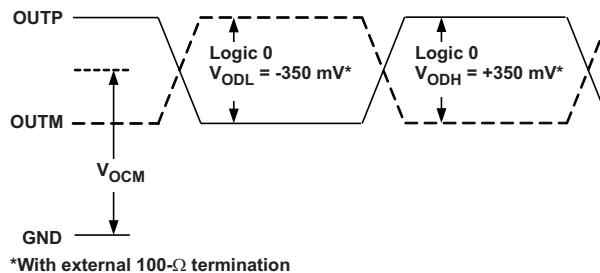 OUTP
Logic 0
V_ODL = -350 mV*
Logic 0
V_ODH = +350 mV*
OUTM
V_OCM
GND
*With external 100-Ω termination